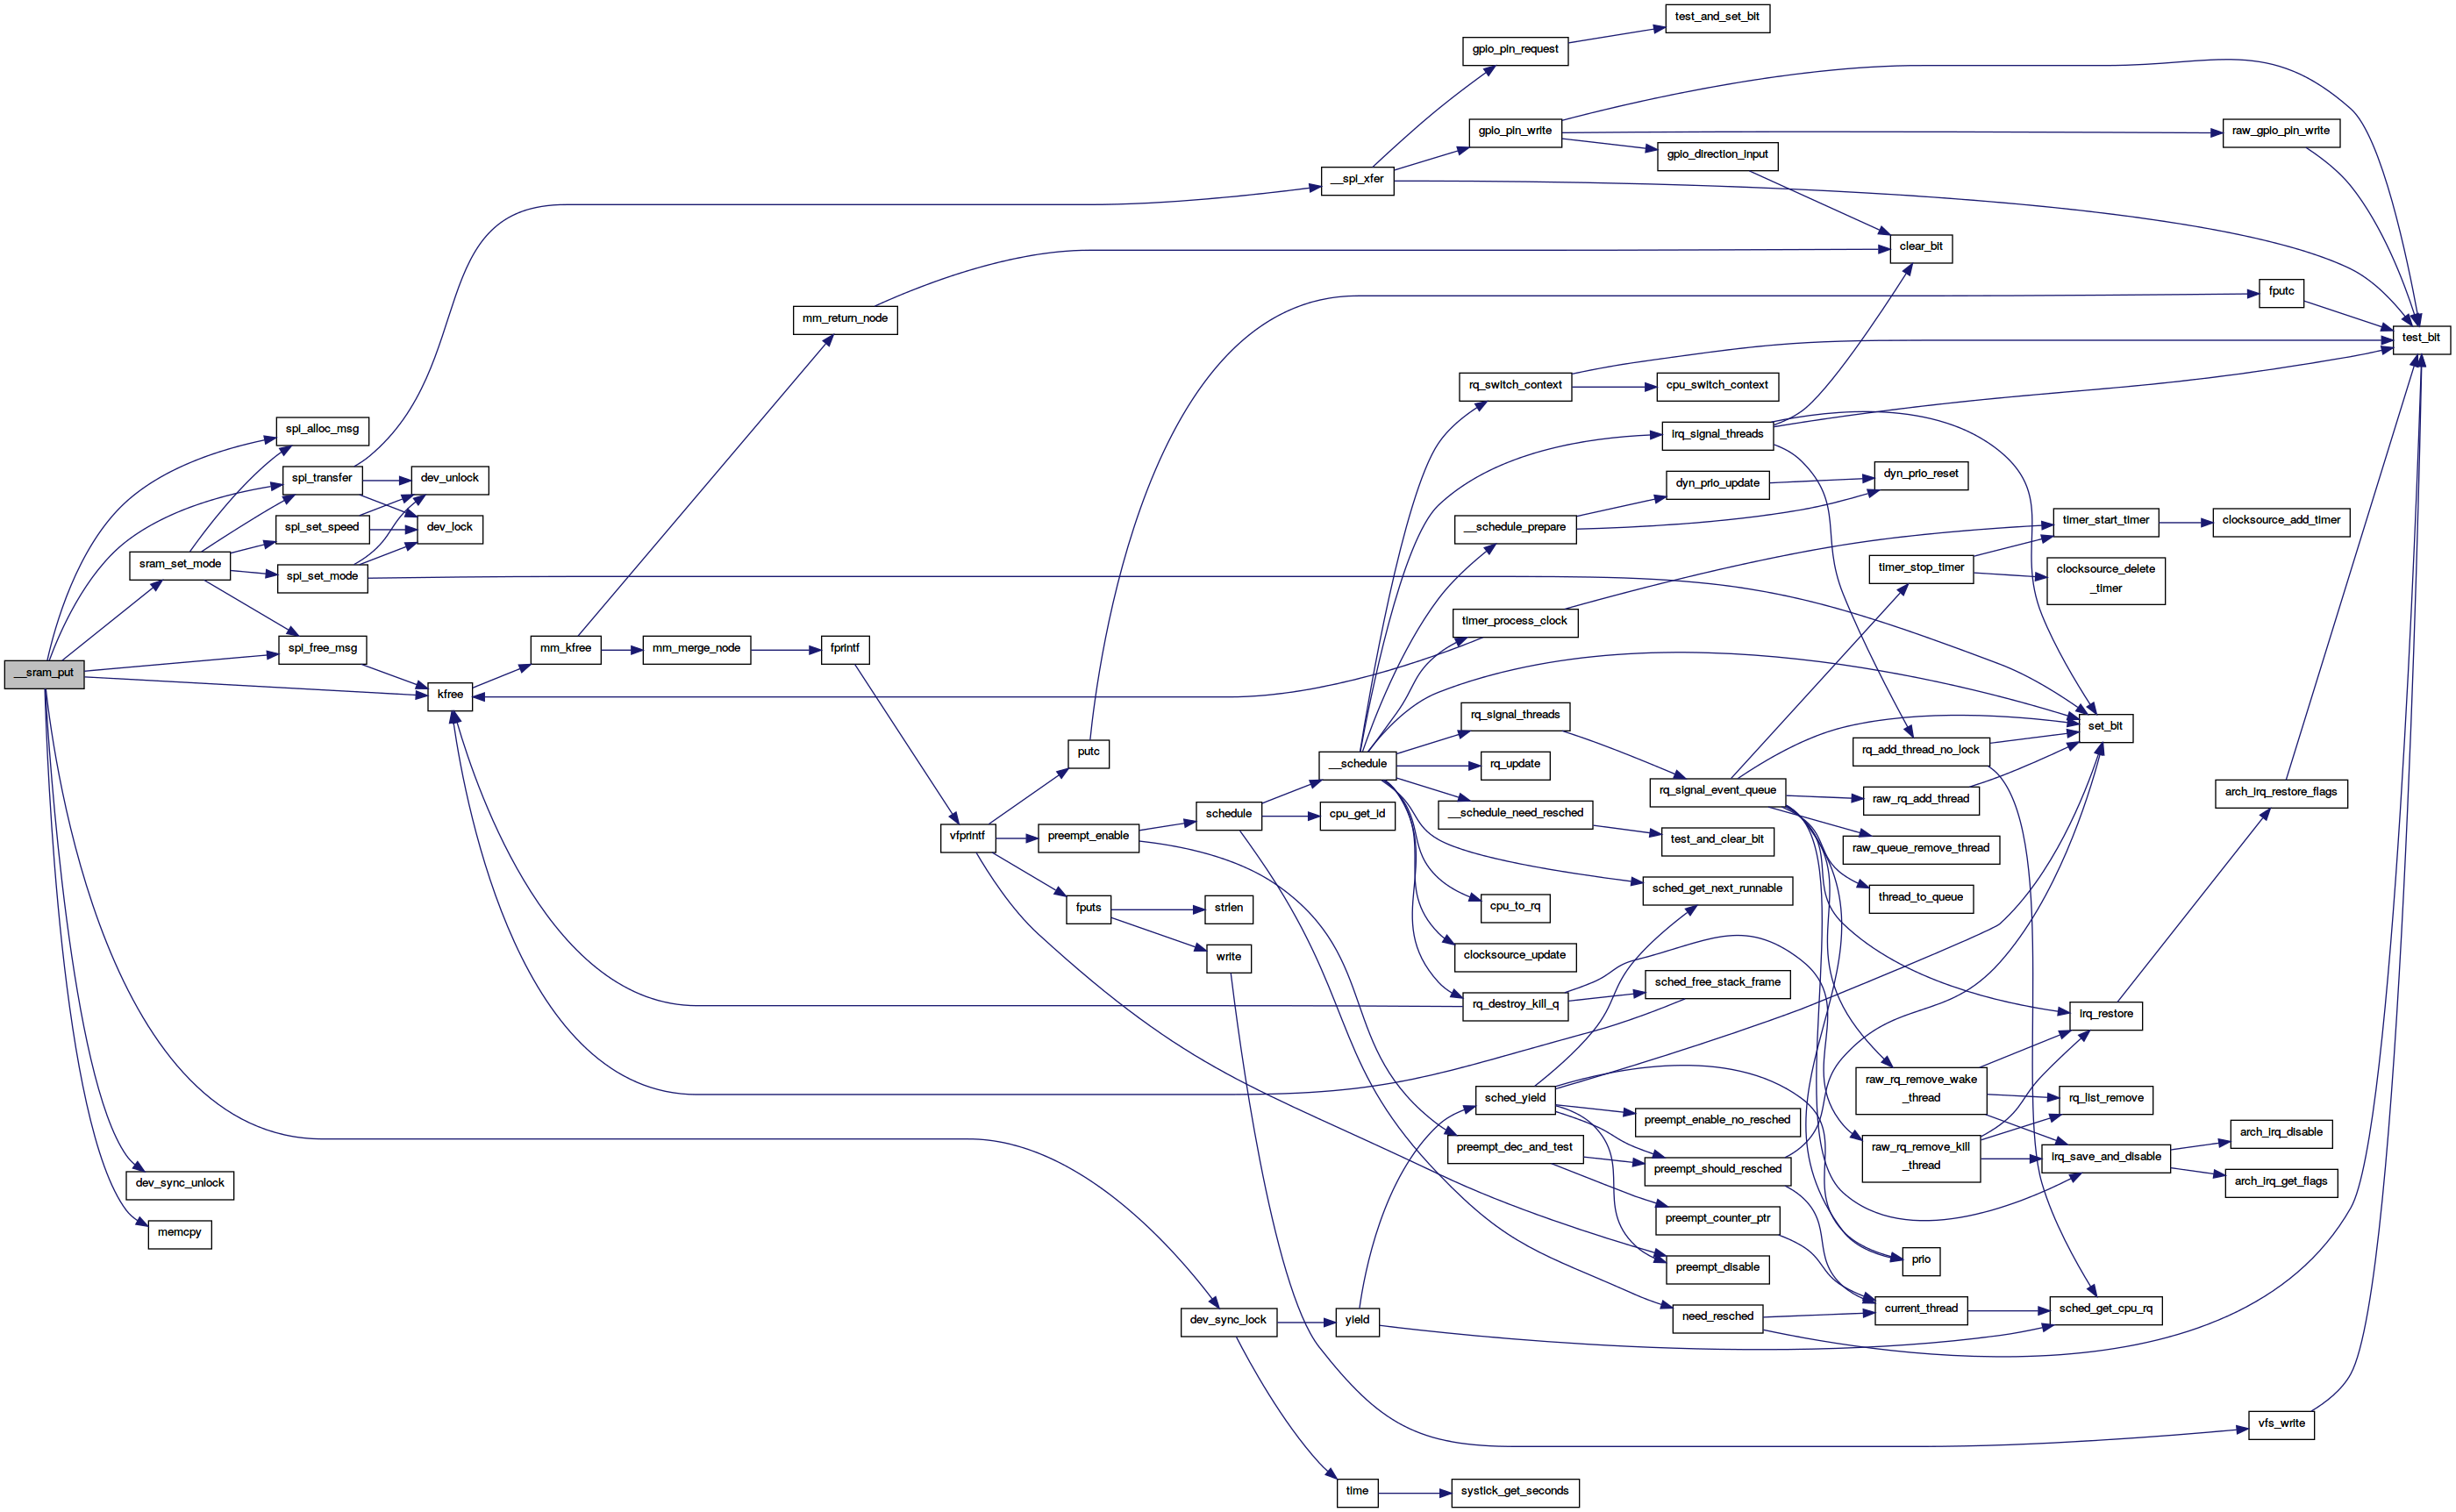 test_and_set_bit
gpio_pin_request
gpio_pin_write
raw_gpio_pin_write
gpio_direction_input
__spi_xfer
clear_bit
fputc
mm_return_node
test_bit
rq_switch_context
cpu_switch_context
spi_alloc_msg
irq_signal_threads
spi_transfer
dev_unlock
dyn_prio_update
dyn_prio_reset
spi_set_speed
dev_lock
__schedule_prepare
timer_start_timer
clocksource_add_timer
sram_set_mode
spi_set_mode
timer_stop_timer
clocksource_delete
_timer
timer_process_clock
spi_free_msg
mm_kfree
mm_merge_node
fprintf
__sram_put
kfree
rq_signal_threads
set_bit
putc
__schedule
rq_update
rq_add_thread_no_lock
rq_signal_event_queue
raw_rq_add_thread
arch_irq_restore_flags
schedule
cpu_get_id
__schedule_need_resched
vfprintf
preempt_enable
test_and_clear_bit
raw_queue_remove_thread
sched_get_next_runnable
thread_to_queue
fputs
strlen
cpu_to_rq
write
clocksource_update
sched_free_stack_frame
rq_destroy_kill_q
irq_restore
raw_rq_remove_wake
_thread
sched_yield
rq_list_remove
preempt_enable_no_resched
arch_irq_disable
preempt_dec_and_test
raw_rq_remove_kill
_thread
irq_save_and_disable
preempt_should_resched
dev_sync_unlock
arch_irq_get_flags
memcpy
preempt_counter_ptr
prio
preempt_disable
current_thread
sched_get_cpu_rq
need_resched
dev_sync_lock
yield
vfs_write
time
systick_get_seconds